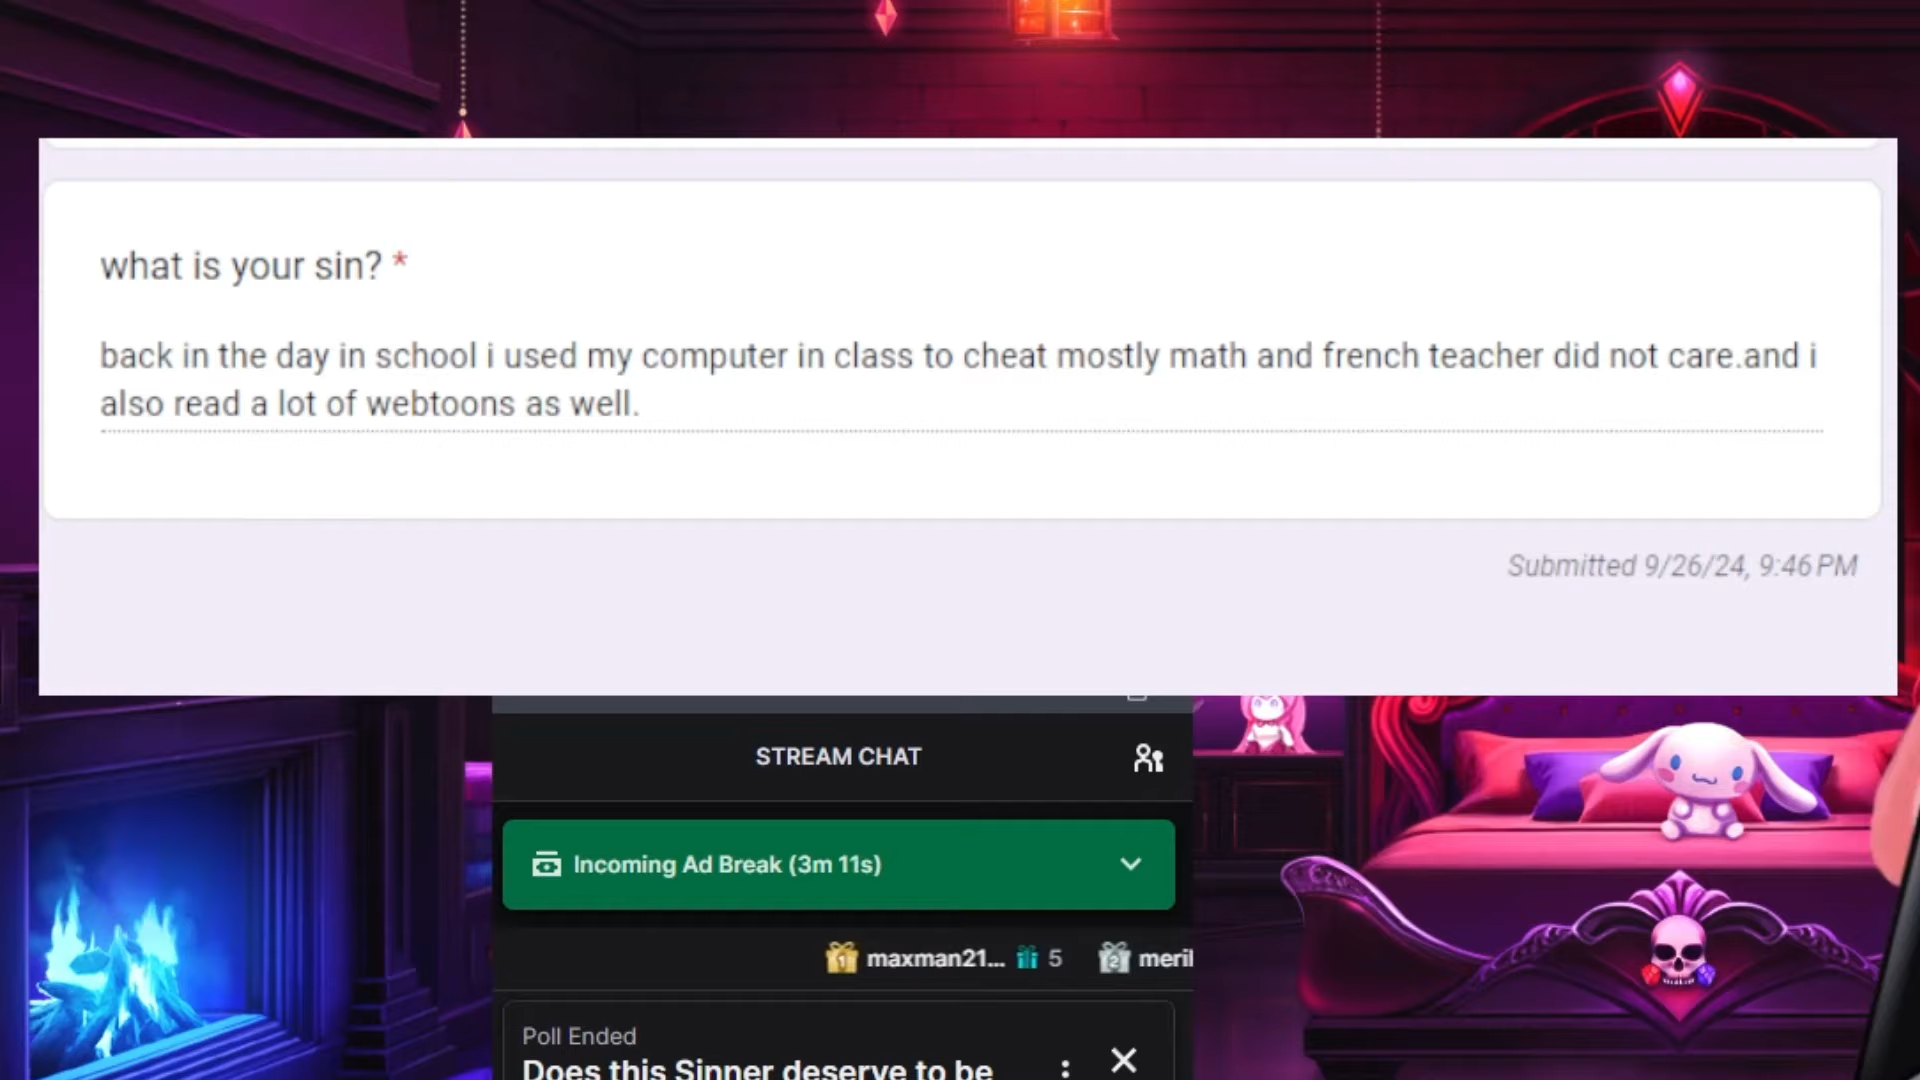 what is your sin? *
back in the day in school i used my computer in class to cheat mostly math and french teacher did not care.and i
also read a lot of webtoons as well.
Submitted 9/26/24, 9:46 PM
STREAM CHAT
Incoming Ad Break (3m 11s)
1 maxman21... 5 2 meril
Poll Ended
Does this Sinner deserve to be